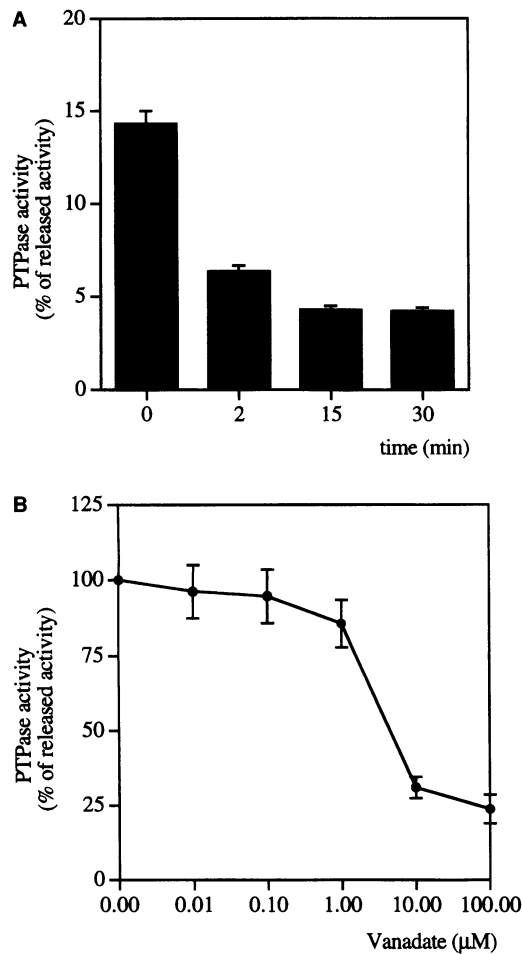 A
PTPase activity
(% of released activity)
20
15
10
5
0
0 2 15 30
time (min)
B
PTPase activity
(% of released activity)
125
100
75
50
25
0
0.00 0.01 0.10 1.00 10.00 100.00
Vanadate (μM)